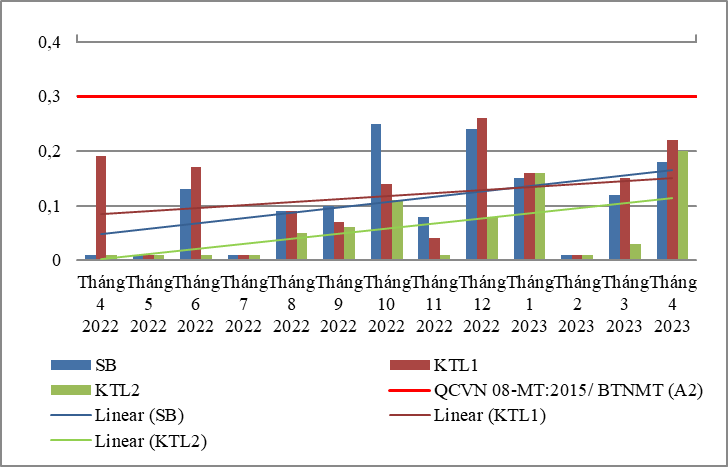 0,4
0,3
0,2
0,1
0
Tháng 4 2022
Tháng 5 2022
Tháng 6 2022
Tháng 7 2022
Tháng 8 2022
Tháng 9 2022
Tháng 10 2022
Tháng 11 2022
Tháng 12 2022
Tháng 1 2023
Tháng 2 2023
Tháng 3 2023
Tháng 4 2023
SB
KTL1
KTL2
QCVN 08-MT:2015/ BTNMT (A2)
Linear (SB)
Linear (KTL1)
Linear (KTL2)